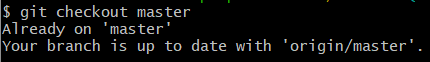 $ git checkout master
Already on 'master'
Your branch is up to date with 'origin/master'.